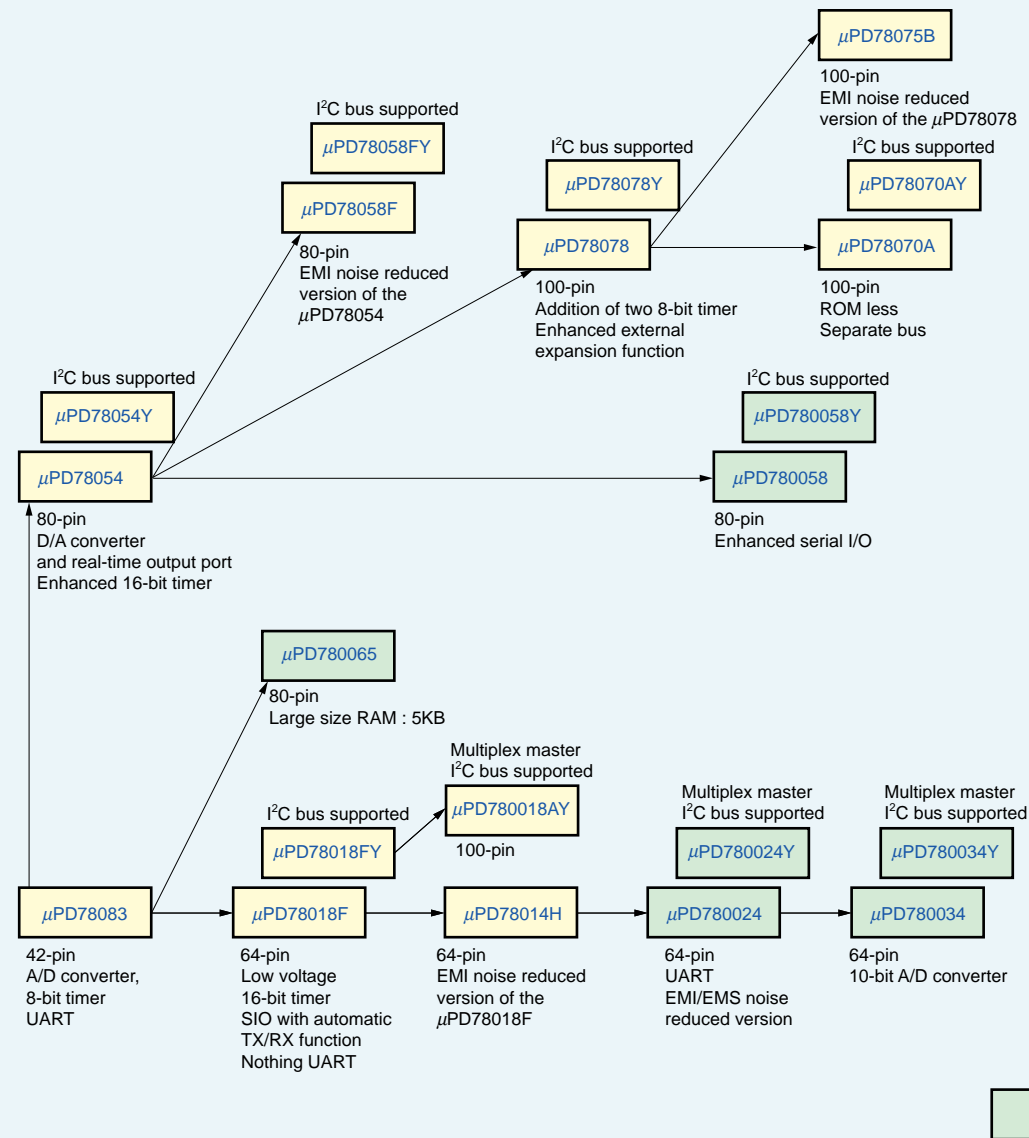 μPD78075B
100-pin
EMI noise reduced
version of the μPD78078
I²C bus supported
μPD78058FY
μPD78058F
80-pin
EMI noise reduced
version of the
μPD78054
I²C bus supported
μPD78078Y
μPD78078
100-pin
Addition of two 8-bit timer
Enhanced external
expansion function
I²C bus supported
μPD78070AY
μPD78070A
100-pin
ROM less
Separate bus
I²C bus supported
μPD78054Y
μPD78054
80-pin
D/A converter
and real-time output port
Enhanced 16-bit timer
I²C bus supported
μPD780058Y
μPD780058
80-pin
Enhanced serial I/O
μPD780065
80-pin
Large size RAM : 5KB
I²C bus supported
μPD78018FY
Multiplex master
I²C bus supported
μPD780018AY
100-pin
Multiplex master
I²C bus supported
μPD780024Y
Multiplex master
I²C bus supported
μPD780034Y
μPD78083
42-pin
A/D converter,
8-bit timer
UART
μPD78018F
64-pin
Low voltage
16-bit timer
SIO with automatic
TX/RX function
Nothing UART
μPD78014H
64-pin
EMI noise reduced
version of the
μPD78018F
μPD780024
64-pin
UART
EMI/EMS noise
reduced version
μPD780034
64-pin
10-bit A/D converter